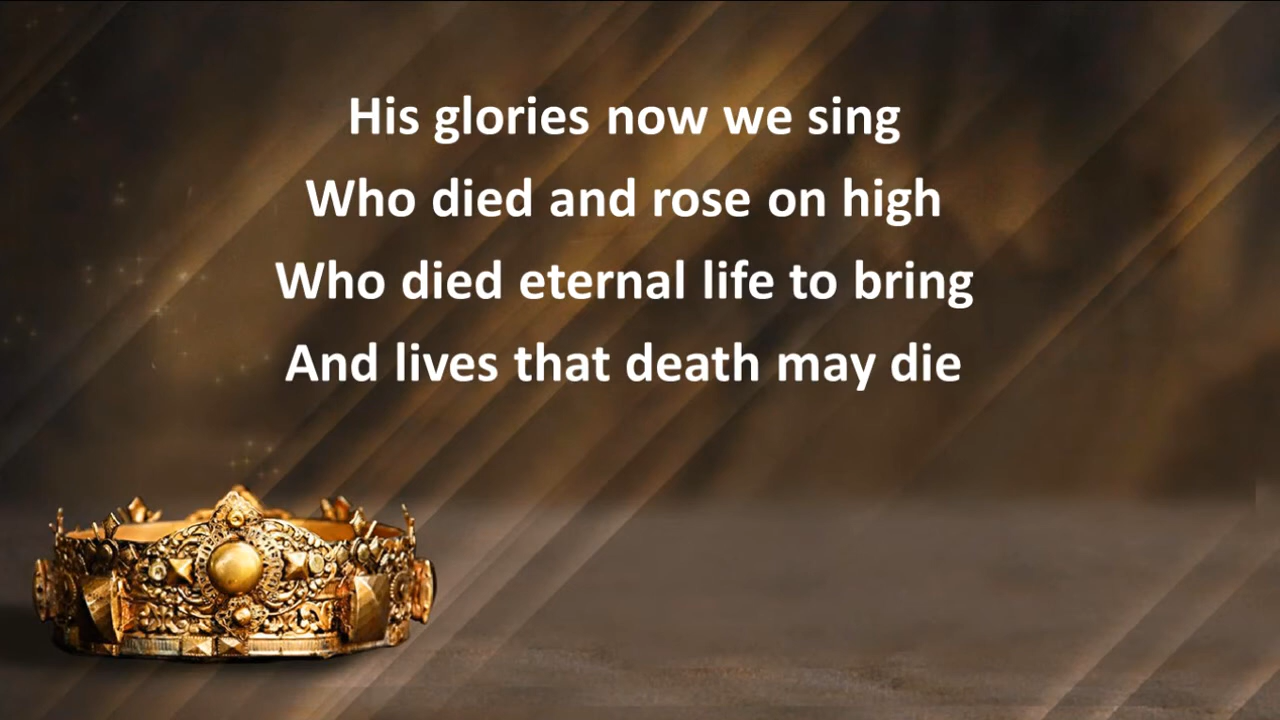 His glories now we sing
Who died and rose on high
Who died eternal life to bring
And lives that death may die